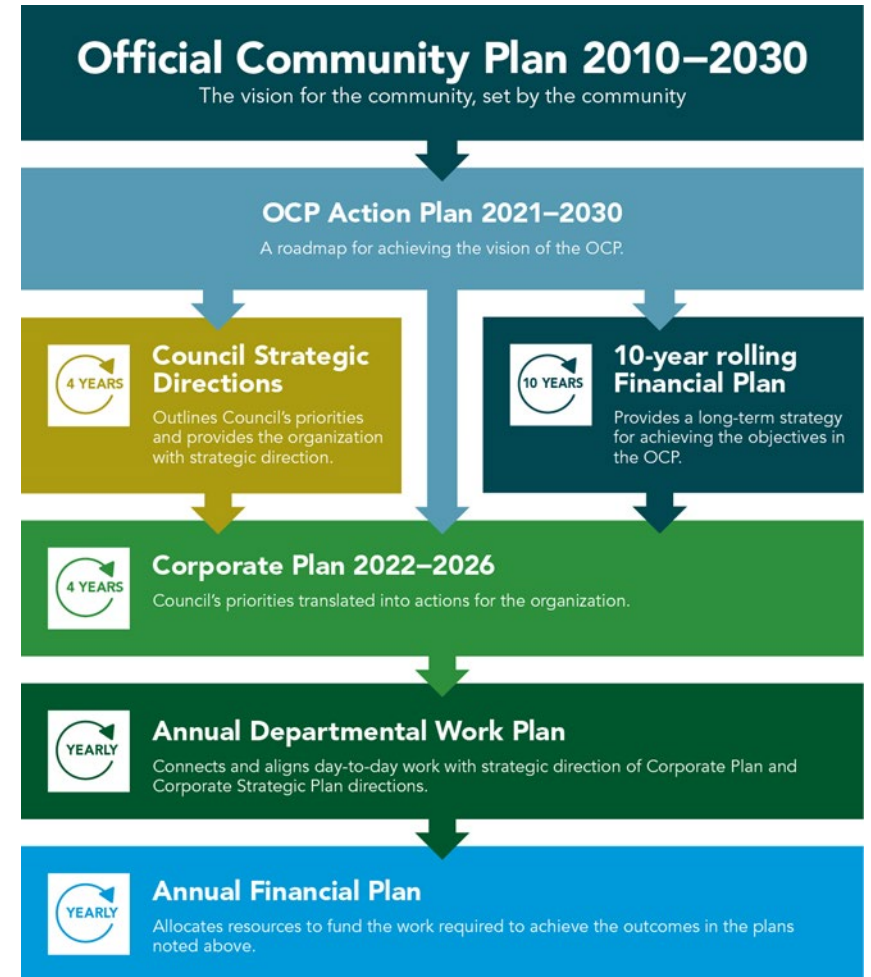 Official Community Plan 2010–2030
The vision for the community, set by the community
OCP Action Plan 2021–2030
A roadmap for achieving the vision of the OCP.
4 YEARS
Council Strategic
Directions
Outlines Council’s priorities
and provides the organization
with strategic direction.
10 YEARS
10-year rolling
Financial Plan
Provides a long-term strategy
for achieving the objectives in
the OCP.
4 YEARS
Corporate Plan 2022–2026
Council’s priorities translated into actions for the organization.
YEARLY
Annual Departmental Work Plan
Connects and aligns day-to-day work with strategic direction of Corporate Plan and
Corporate Strategic Plan directions.
YEARLY
Annual Financial Plan
Allocates resources to fund the work required to achieve the outcomes in the plans
noted above.